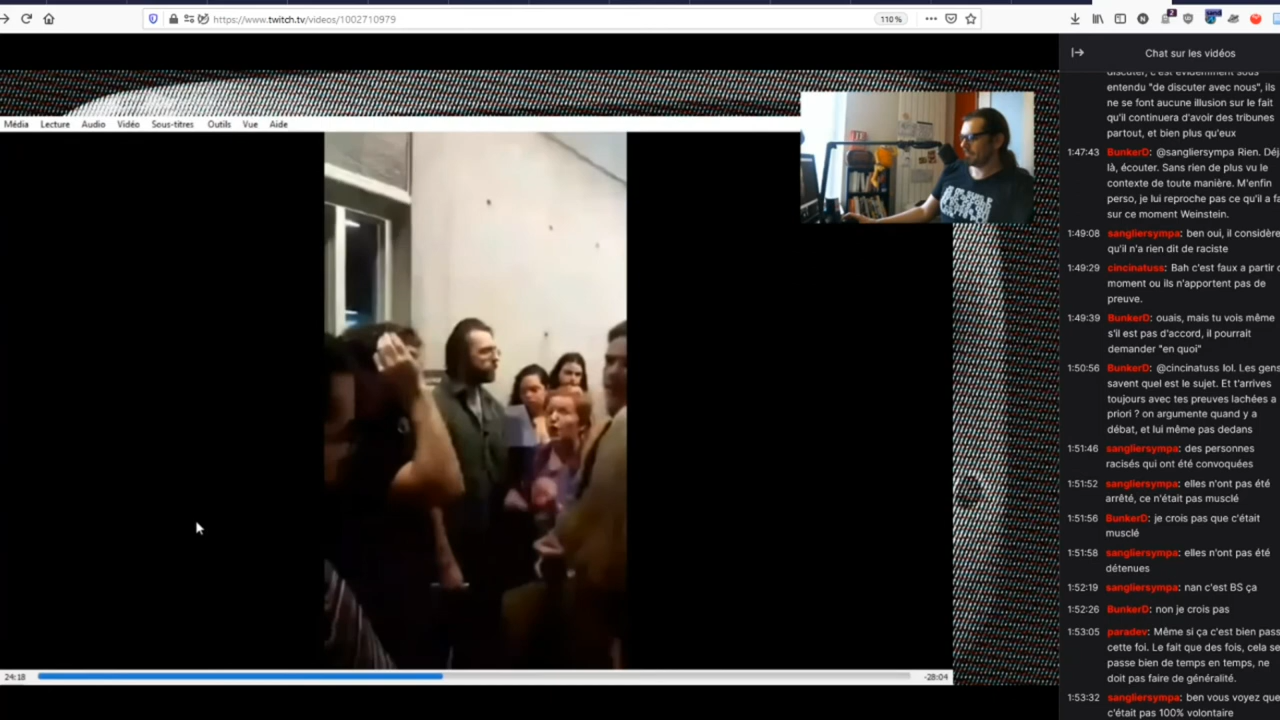 https://www.twitch.tv/videos/1002710979
110%
Chat sur les vidéos
Média Lecture Audio Vidéo Sous-titres Outils Vue Aide
24:18
-28:04
discuter, c'est évidemment sous
entendu "de discuter avec nous", ils
ne se font aucune illusion sur le fait
qu'il continuera d'avoir des tribunes
partout, et bien plus qu'eux
1:47:43 BunkerD: @sangliersympa Rien. Déj
là, écouter. Sans rien de plus vu le
contexte de toute manière. M'enfin
perso, je lui reproche pas ce qu'il a fa
sur ce moment Weinstein.
1:49:08 sangliersympa: ben oui, il considère
qu'il n'a rien dit de raciste
1:49:29 cincinatuss: Bah c'est faux a partir
moment ou ils n'apportent pas de
preuve.
1:49:39 BunkerD: ouais, mais tu vois même
s'il est pas d'accord, il pourrait
demander "en quoi"
1:50:56 BunkerD: @cincinatuss lol. Les gens
savent quel est le sujet. Et t'arrives
toujours avec tes preuves lachées a
priori ? on argumente quand y a
débat, et lui même pas dedans
1:51:46 sangliersympa: des personnes
racisés qui ont été convoquées
1:51:52 sangliersympa: elles n'ont pas été
arrêté, ce n'était pas musclé
1:51:56 BunkerD: je crois pas que c'était
musclé
1:51:58 sangliersympa: elles n'ont pas été
détenues
1:52:19 sangliersympa: nan c'est BS ça
1:52:26 BunkerD: non je crois pas
1:53:05 paradev: Même si ça c'est bien pass
cette foi. Le fait que des fois, cela se
passe bien de temps en temps, ne
doit pas faire de généralité.
1:53:32 sangliersympa: ben vous voyez que
c'était pas 100% volontaire